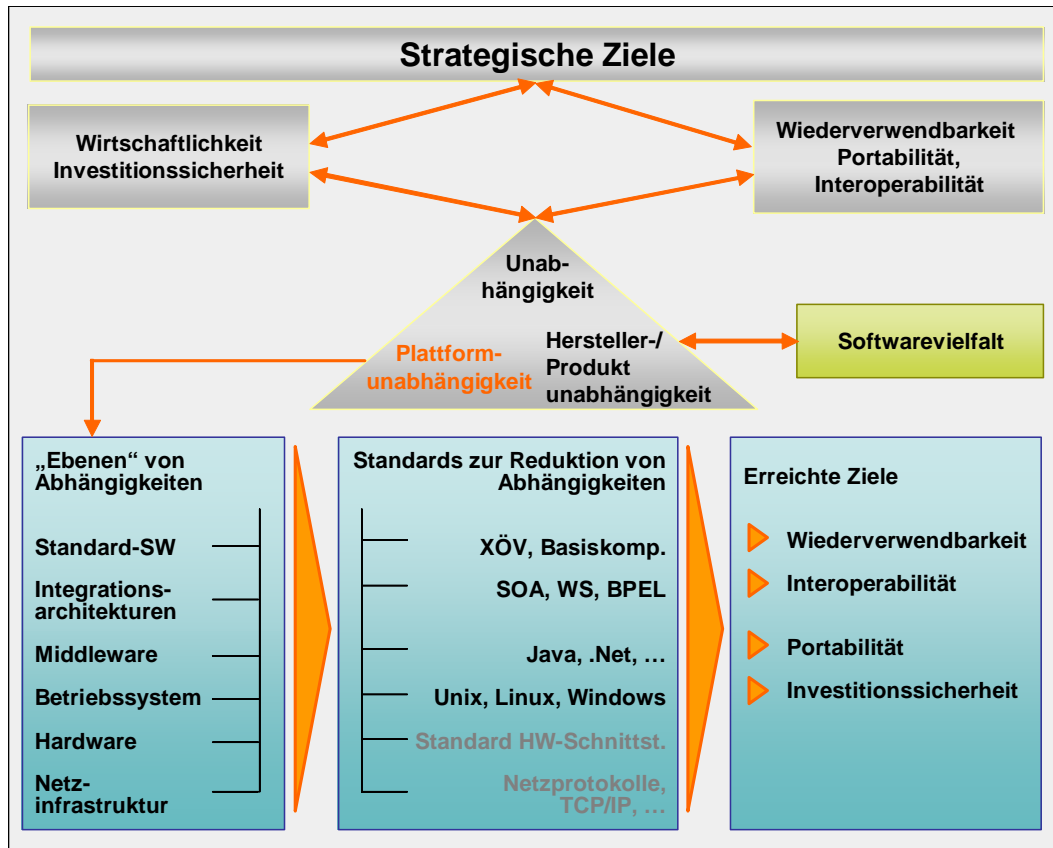 Strategische Ziele
Wirtschaftlichkeit
Investitionssicherheit
Wiederverwendbarkeit
Portabilität,
Interoperabilität
Unab-
hängigkeit
Plattform-
unabhängigkeit
Hersteller-/
Produkt
unabhängigkeit
Softwarevielfalt
„Ebenen“ von
Abhängigkeiten
Standard-SW
Integrations-
architekturen
Middleware
Betriebssystem
Hardware
Netz-
infrastruktur
Standards zur Reduktion von
Abhängigkeiten
XÖV, Basiskomp.
SOA, WS, BPEL
Java, .Net, …
Unix, Linux, Windows
Standard HW-Schnittst.
Netzprotokolle,
TCP/IP, …
Erreichte Ziele
Wiederverwendbarkeit
Interoperabilität
Portabilität
Investitionssicherheit